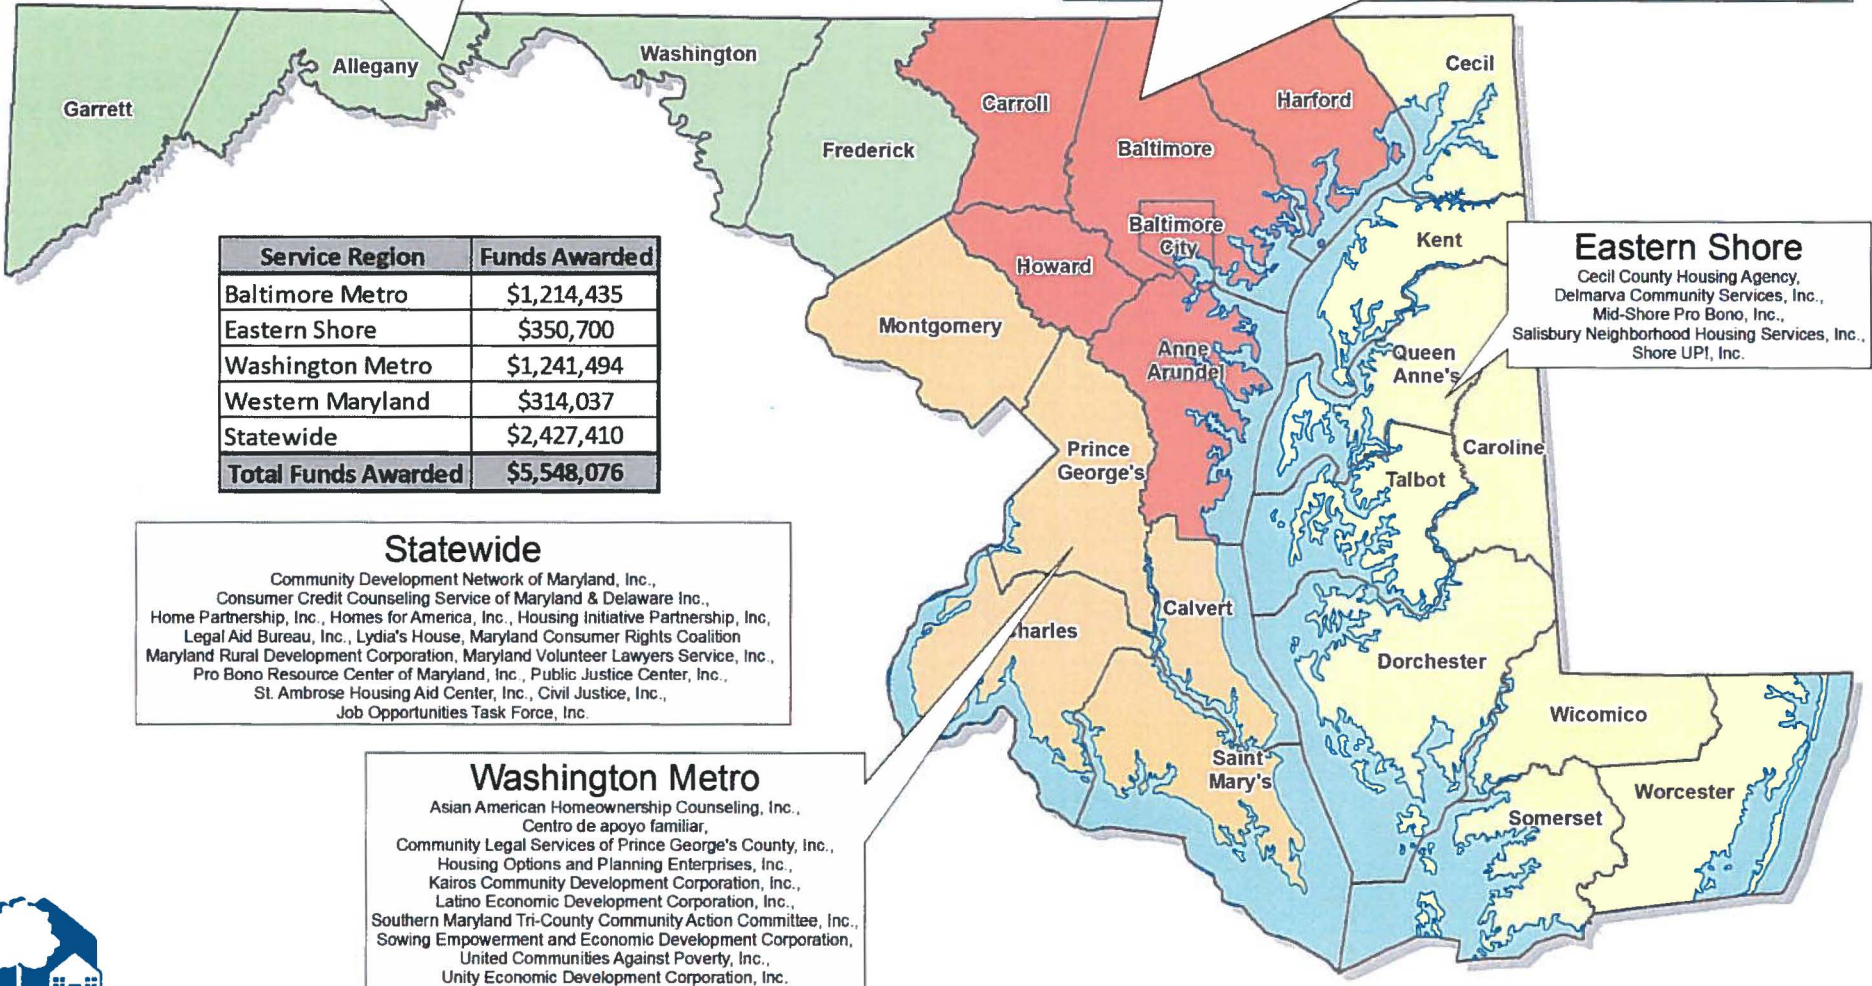 Garrett
Allegany
Washington
Frederick
Carroll
Baltimore
Harford
Cecil
Baltimore
City
Howard
Kent
Montgomery
Anne
Arundel
Queen
Anne's
Prince
George's
Talbot
Caroline
Calvert
harles
Dorchester
Saint
Mary's
Wicomico
Worcester
Somerset
Service Region Funds Awarded
Baltimore Metro $1,214,435
Eastern Shore $350,700
Washington Metro $1,241,494
Western Maryland $314,037
Statewide $2,427,410
Total Funds Awarded $5,548,076
Eastern Shore
Cecil County Housing Agency,
Delmarva Community Services, Inc.,
Mid-Shore Pro Bono, Inc.,
Salisbury Neighborhood Housing Services, Inc.,
Shore UP!, Inc.
Statewide
Community Development Network of Maryland, Inc.,
Consumer Credit Counseling Service of Maryland & Delaware Inc.,
Home Partnership, Inc., Homes for America, Inc., Housing Initiative Partnership, Inc,
Legal Aid Bureau, Inc., Lydia's House, Maryland Consumer Rights Coalition
Maryland Rural Development Corporation, Maryland Volunteer Lawyers Service, Inc.,
Pro Bono Resource Center of Maryland, Inc., Public Justice Center, Inc.,
St. Ambrose Housing Aid Center, Inc., Civil Justice, Inc.,
Job Opportunities Task Force, Inc.
Washington Metro
Asian American Homeownership Counseling, Inc.,
Centro de apoyo familiar,
Community Legal Services of Prince George's County, Inc.,
Housing Options and Planning Enterprises, Inc.,
Kairos Community Development Corporation, Inc.,
Latino Economic Development Corporation, Inc.,
Southern Maryland Tri-County Community Action Committee, Inc.,
Sowing Empowerment and Economic Development Corporation,
United Communities Against Poverty, Inc.,
Unity Economic Development Corporation, Inc.